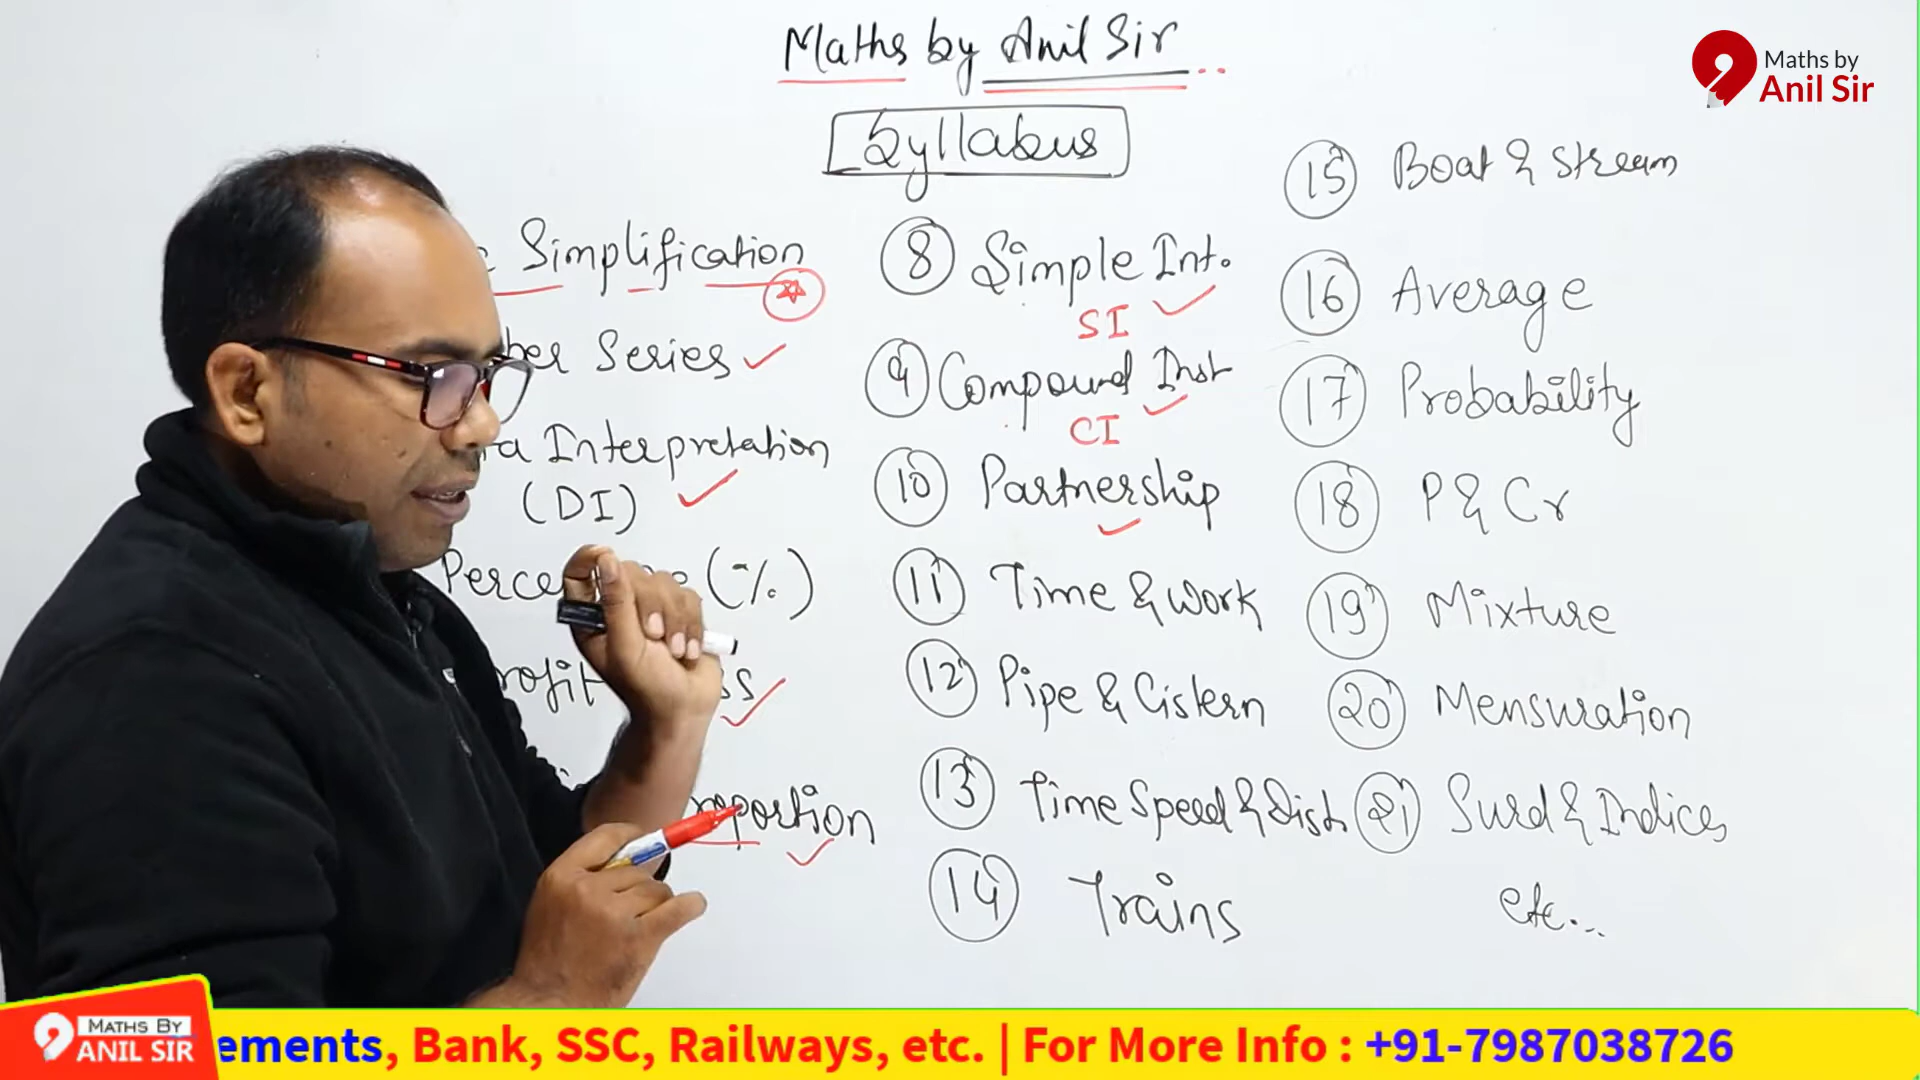 Maths by Anil Sir
Syllabus
Simplification
Series
Interpretation
(DI)
(%)
8 Simple Int.
SI
9 Compound Inst
CI
10 Partnership
11 Time & Work
12 Pipe & Cistern
13 Time Speed & Dist.
14 Trains
15 Boat & Stream
16 Average
17 Probability
18 P & Cr
19 Mixture
20 Mensuration
21 Surd & Indices
etc...
Maths by
Anil Sir
MATHS BY
ANIL SIR
ements, Bank, SSC, Railways, etc. | For More Info : +91-7987038726